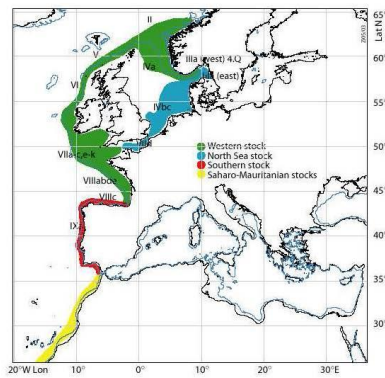 II
65°
Lat N
V
IIIa (west) 4.Q
60°
IVa
IIIa (east)
VI
55°
IVbc
VIId
50°
VIIa-c,e-k
Western stock
North Sea stock
Southern stock
Saharo-Mauritanian stocks
VIIIabde
45°
VIIIc
IX
40°
35°
30°
20°W Lon
10°
0°
10°
20°
30°E